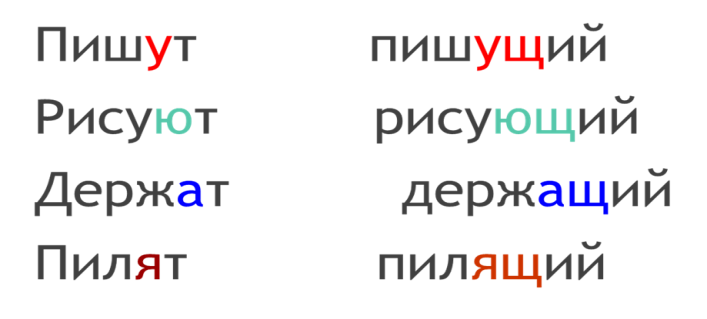 Пишут пишущий
Рисуют рисующий
Держат держащий
Пилят пилящий